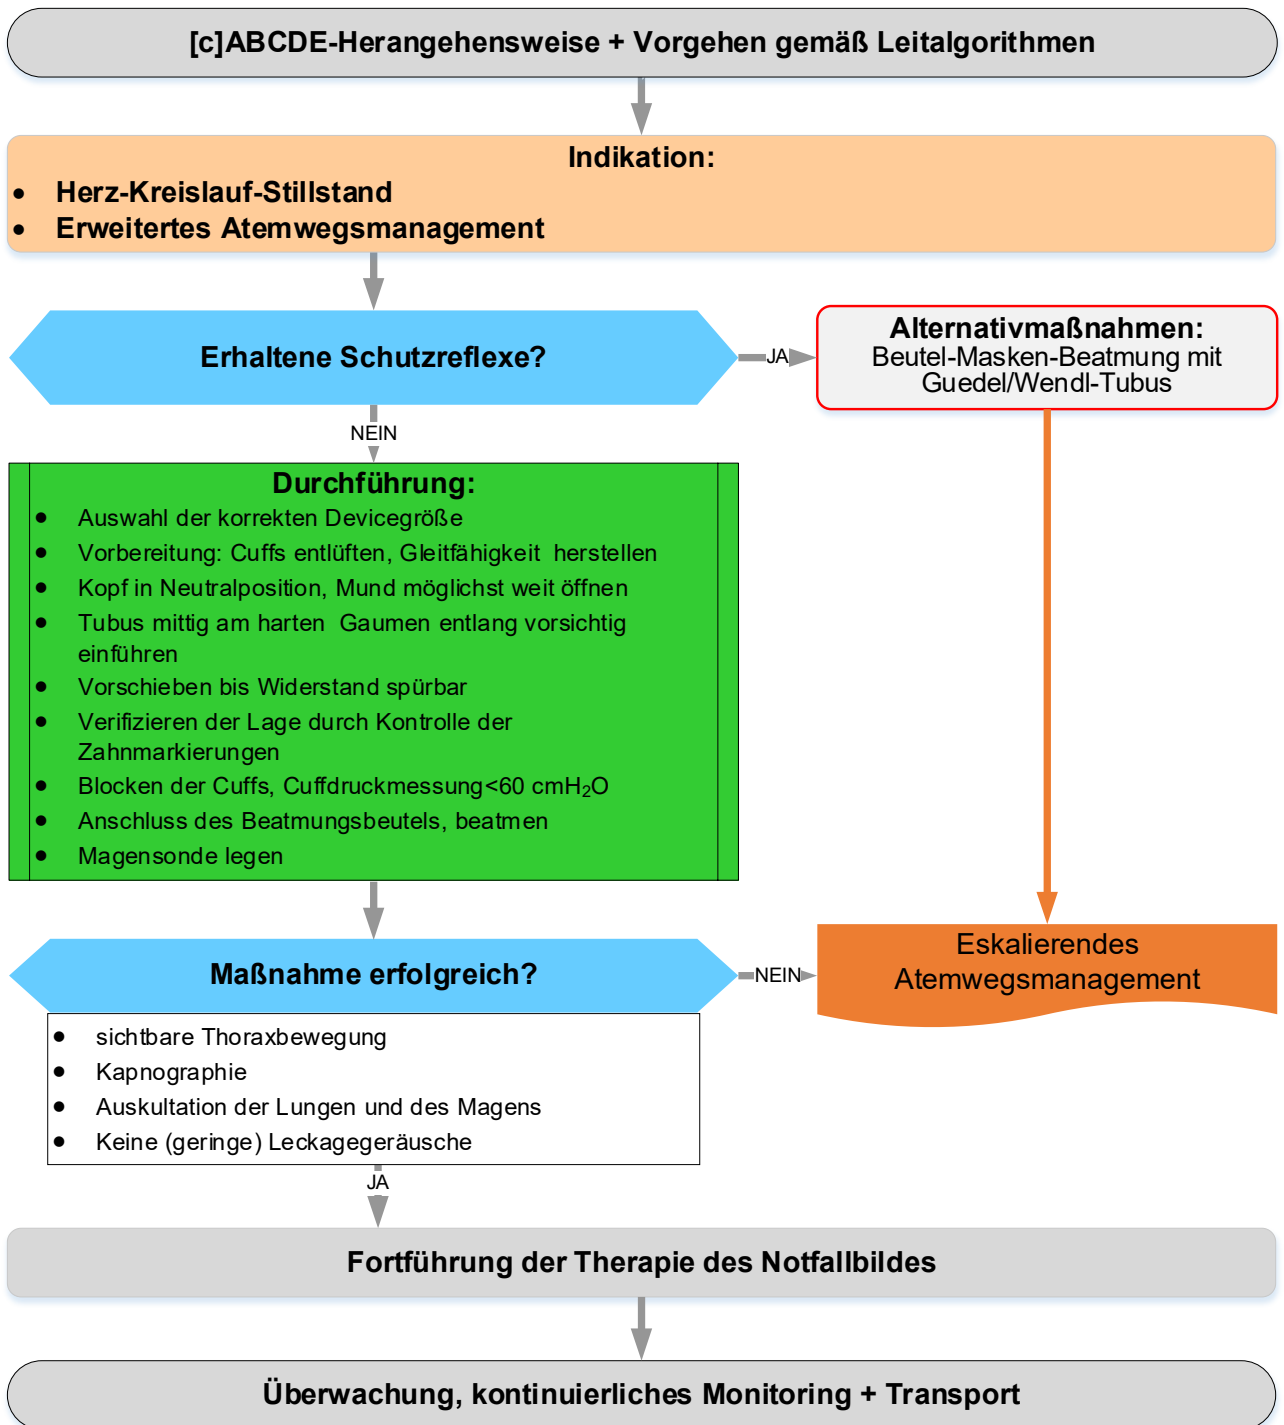 [c]ABCDE-Herangehensweise + Vorgehen gemäß Leitalgorithmen
Indikation:
• Herz-Kreislauf-Stillstand
• Erweitertes Atemwegsmanagement
Erhaltene Schutzreflexe?
JA
Alternativmaßnahmen:
Beutel-Masken-Beatmung mit
Guedel/Wendl-Tubus
NEIN
Durchführung:
• Auswahl der korrekten Devicegröße
• Vorbereitung: Cuffs entlüften, Gleitfähigkeit herstellen
• Kopf in Neutralposition, Mund möglichst weit öffnen
• Tubus mittig am harten Gaumen entlang vorsichtig
einführen
• Vorschieben bis Widerstand spürbar
• Verifizieren der Lage durch Kontrolle der
Zahnmarkierungen
• Blocken der Cuffs, Cuffdruckmessung<60 cmH₂O
• Anschluss des Beatmungsbeutels, beatmen
• Magensonde legen
Maßnahme erfolgreich?
NEIN
Eskalierendes
Atemwegsmanagement
• sichtbare Thoraxbewegung
• Kapnographie
• Auskultation der Lungen und des Magens
• Keine (geringe) Leckagegeräusche
JA
Fortführung der Therapie des Notfallbildes
Überwachung, kontinuierliches Monitoring + Transport